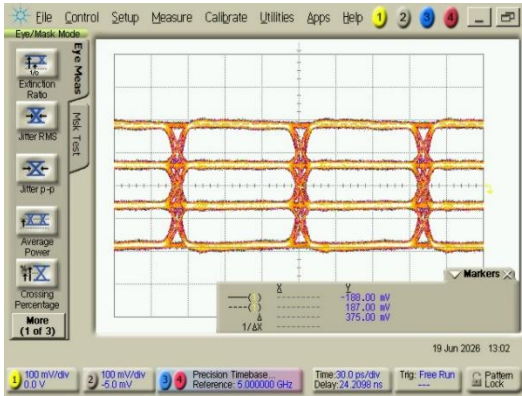 File Control Setup Measure Calibrate Utilities Apps Help 1 2 3 4
Eye/Mask Mode
Eye Meas
Msk Test
Extinction
Ratio
Jitter RMS
Jitter p-p
Average
Power
Crossing
Percentage
More
(1 of 3)
Markers
X Y
-188.00 mV
187.00 mV
Δ 375.00 mV
1/ΔX
19 Jun 2026 13:02
1 100 mV/div
0.0 V
2 100 mV/div
-5.0 mV
3 4 Precision Timebase...
Reference: 5.000000 GHz
Time:30.0 ps/div
Delay:24.2098 ns
Trig: Free Run
Pattern
Lock